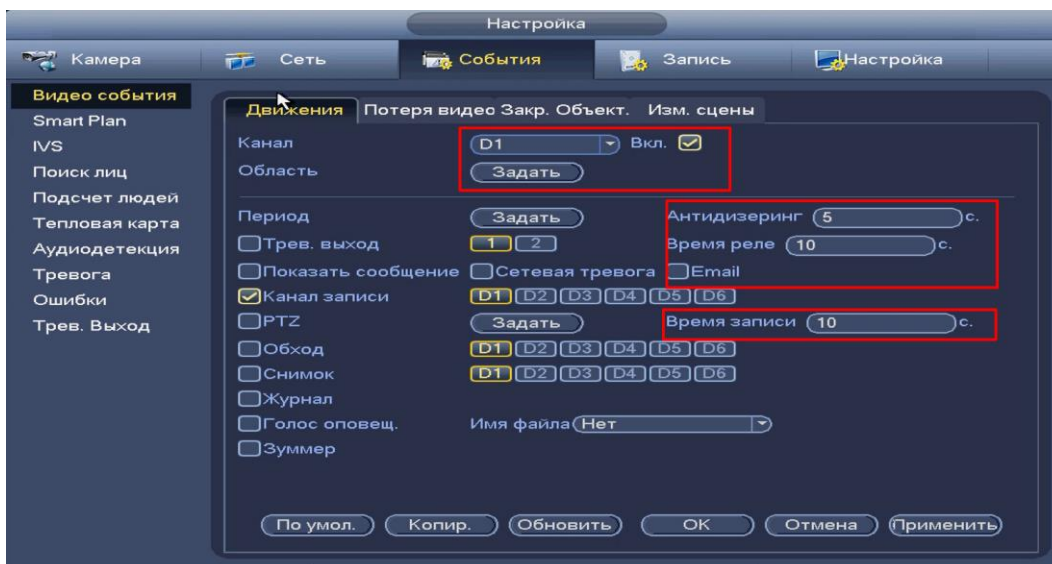 Настройка
Камера Сеть События Запись Настройка
Видео события
Smart Plan
IVS
Поиск лиц
Подсчет людей
Тепловая карта
Аудиодетекция
Тревога
Ошибки
Трев. Выход
Движения Потеря видео Закр. Объект. Изм. сцены
Канал D1 Вкл.
Область Задать
Период Задать Антидизеринг 5 с.
Трев. выход 1 2 Время реле 10 с.
Показать сообщение Сетевая тревога Email
Канал записи D1 D2 D3 D4 D5 D6
PTZ Задать Время записи 10 с.
Обход D1 D2 D3 D4 D5 D6
Снимок D1 D2 D3 D4 D5 D6
Журнал
Голос оповещ. Имя файла Нет
Зуммер
По умол. Копир. Обновить OK Отмена Применить